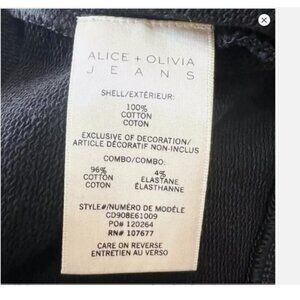 ALICE + OLIVIA
JEANS
SHELL/EXTÉRIEUR:
100%
COTTON
COTON
EXCLUSIVE OF DECORATION/
ARTICLE DÉCORATIF NON-INCLUS
COMBO/COMBO:
96% 4%
COTTON ELASTANE
COTON ÉLASTHANNE
STYLE#/NUMÉRO DE MODÈLE
CD908E61009
PO# 120264
RN# 107677
CARE ON REVERSE
ENTRETIEN AU VERSO